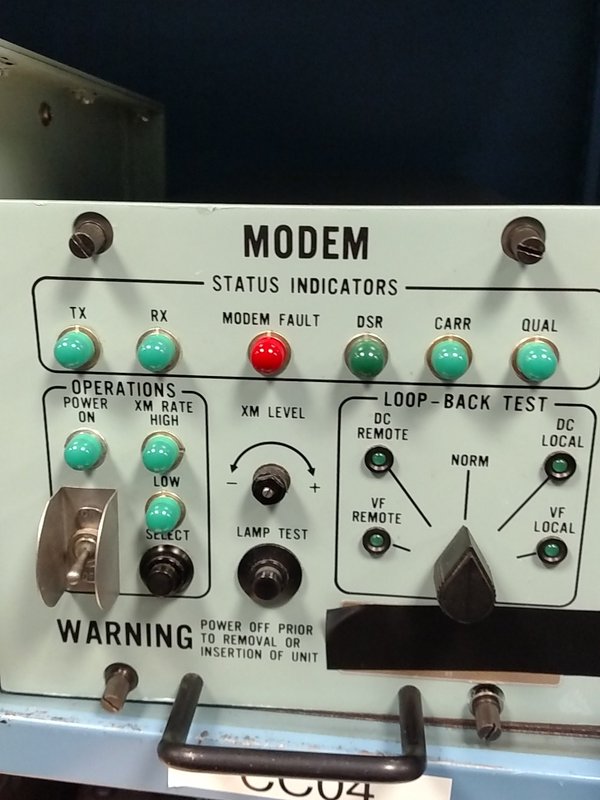 MODEM
STATUS INDICATORS
TX
RX
MODEM FAULT
DSR
CARR
QUAL
OPERATIONS
POWER
ON
XM RATE
HIGH
LOW
SELECT
XM LEVEL
- +
LAMP TEST
LOOP-BACK TEST
DC
REMOTE
NORM
DC
LOCAL
VF
REMOTE
VF
LOCAL
WARNING
POWER OFF PRIOR
TO REMOVAL OR
INSERTION OF UNIT
CC04